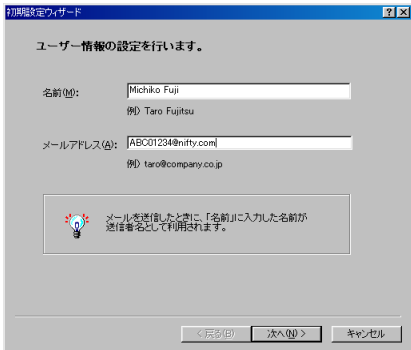 初期設定ウィザード
ユーザー情報の設定を行います。
名前(M): Michiko Fuji
例) Taro Fujitsu
メールアドレス(A): ABC01234@nifty.com
例) taro@company.co.jp
メールを送信したときに、「名前」に入力した名前が
送信者名として利用されます。
< 戻る(B) 次へ(N) > キャンセル